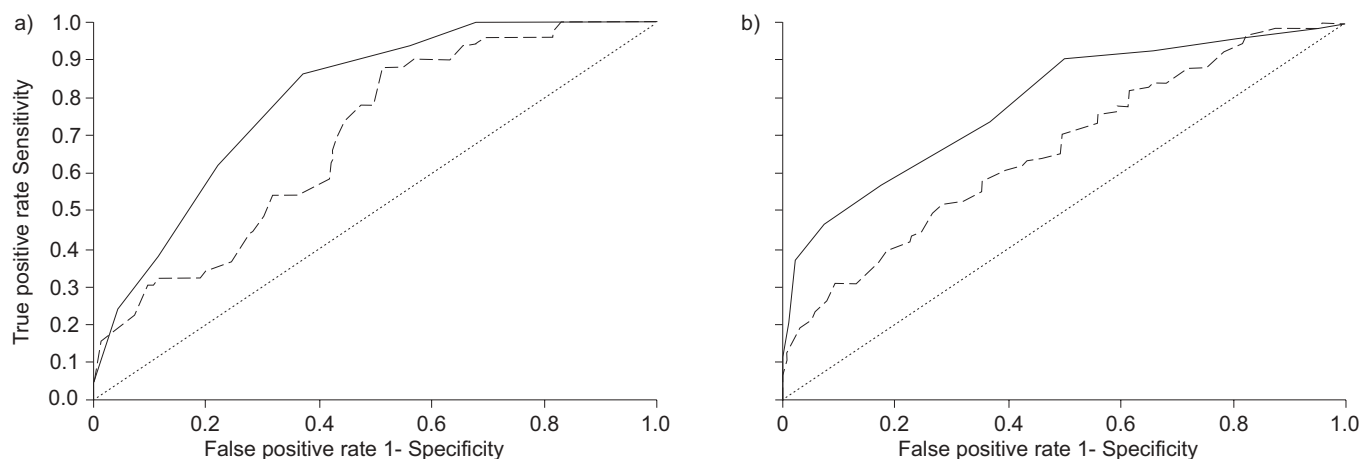 a)
True positive rate Sensitivity
1.0
0.9
0.8
0.7
0.6
0.5
0.4
0.3
0.2
0.1
0.0
0 0.2 0.4 0.6 0.8 1.0
False positive rate 1- Specificity
b)
0 0.2 0.4 0.6 0.8 1.0
False positive rate 1- Specificity